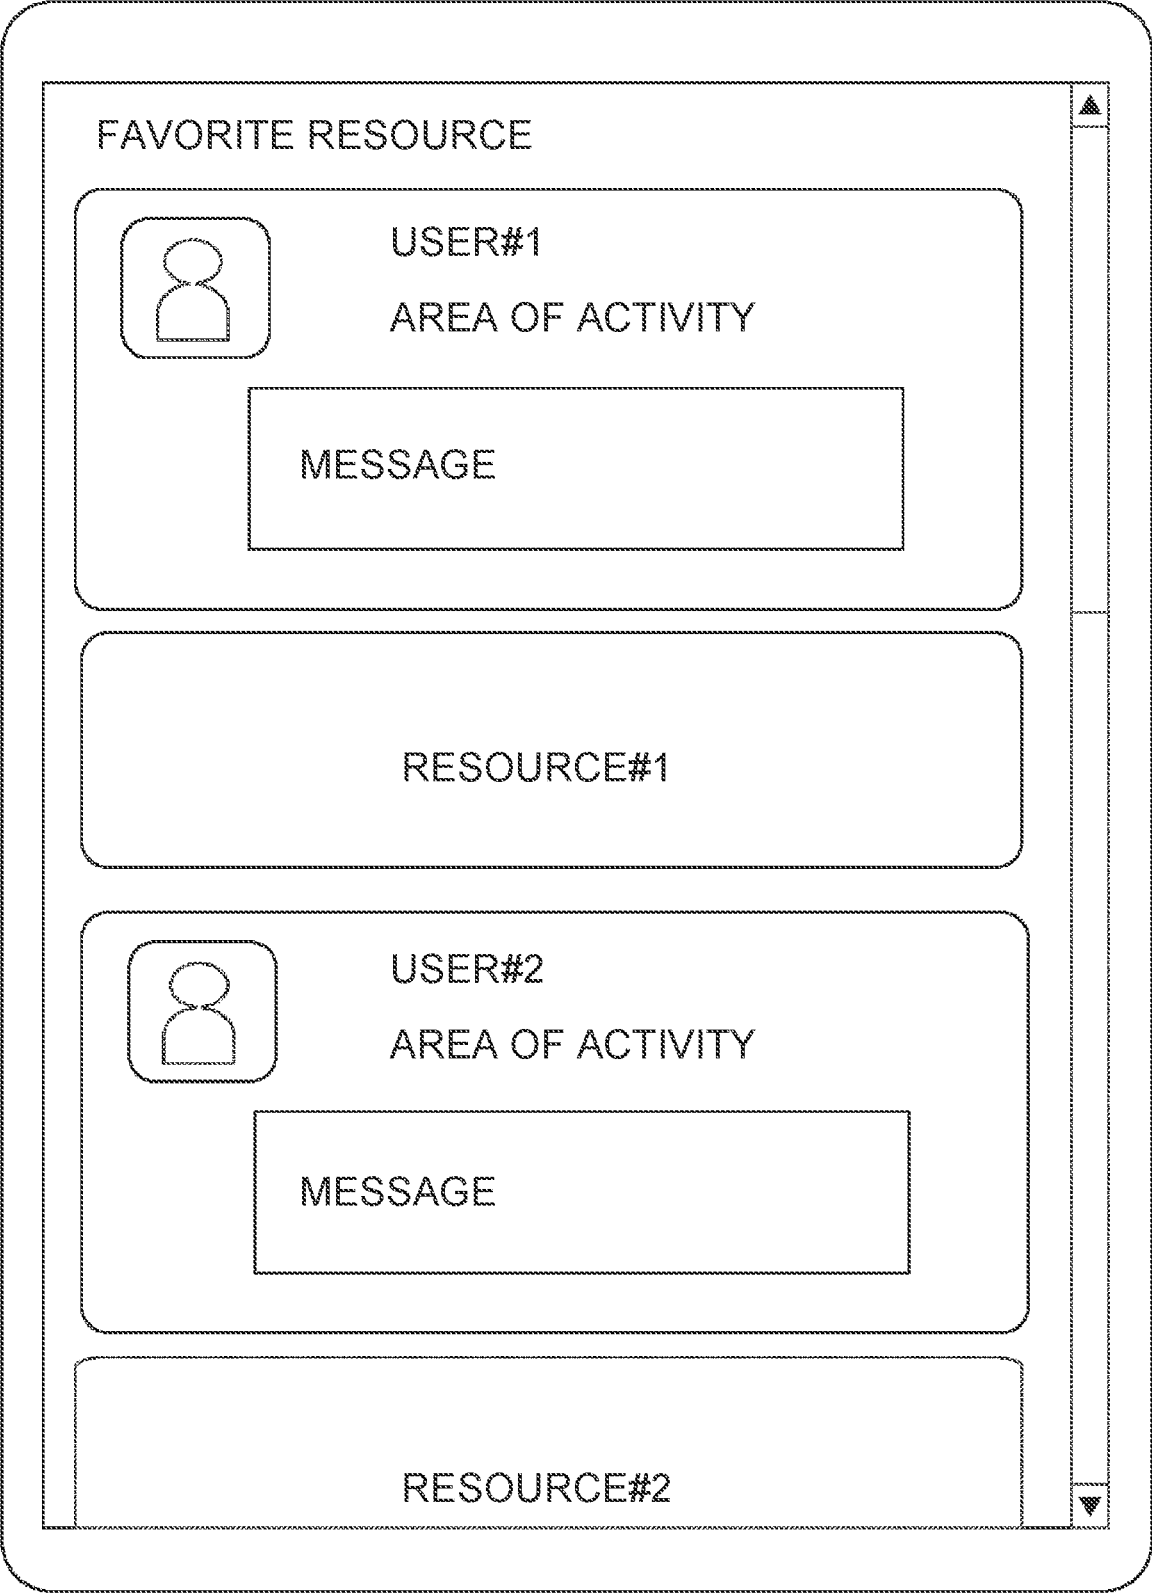 FAVORITE RESOURCE
USER#1
AREA OF ACTIVITY
MESSAGE
RESOURCE#1
USER#2
AREA OF ACTIVITY
MESSAGE
RESOURCE#2